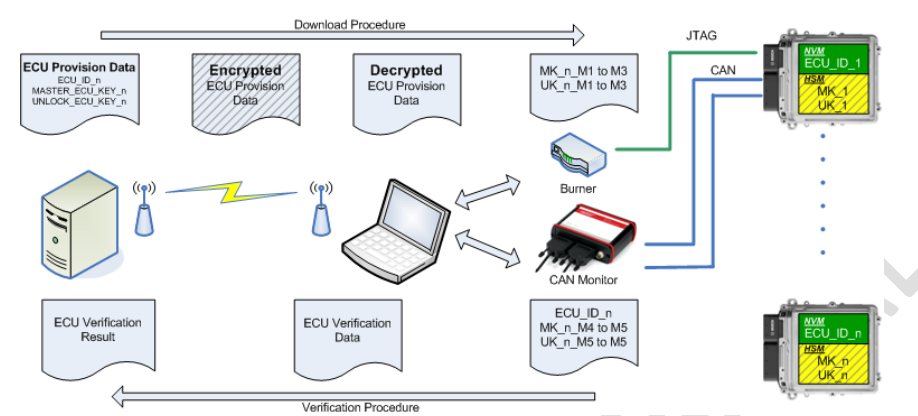 Download Procedure
ECU Provision Data
ECU_ID_n
MASTER_ECU_KEY_n
UNLOCK_ECU_KEY_n
Encrypted
ECU Provision
Data
Decrypted
ECU Provision
Data
MK_n_M1 to M3
UK_n_M1 to M3
JTAG
CAN
NVM
ECU_ID_1
HSM
MK_1
UK_1
Burner
CAN Monitor
ECU Verification
Result
ECU Verification
Data
ECU_ID_n
MK_n_M4 to M5
UK_n_M5 to M5
NVM
ECU_ID_n
HSM
MK_n
UK_n
Verification Procedure